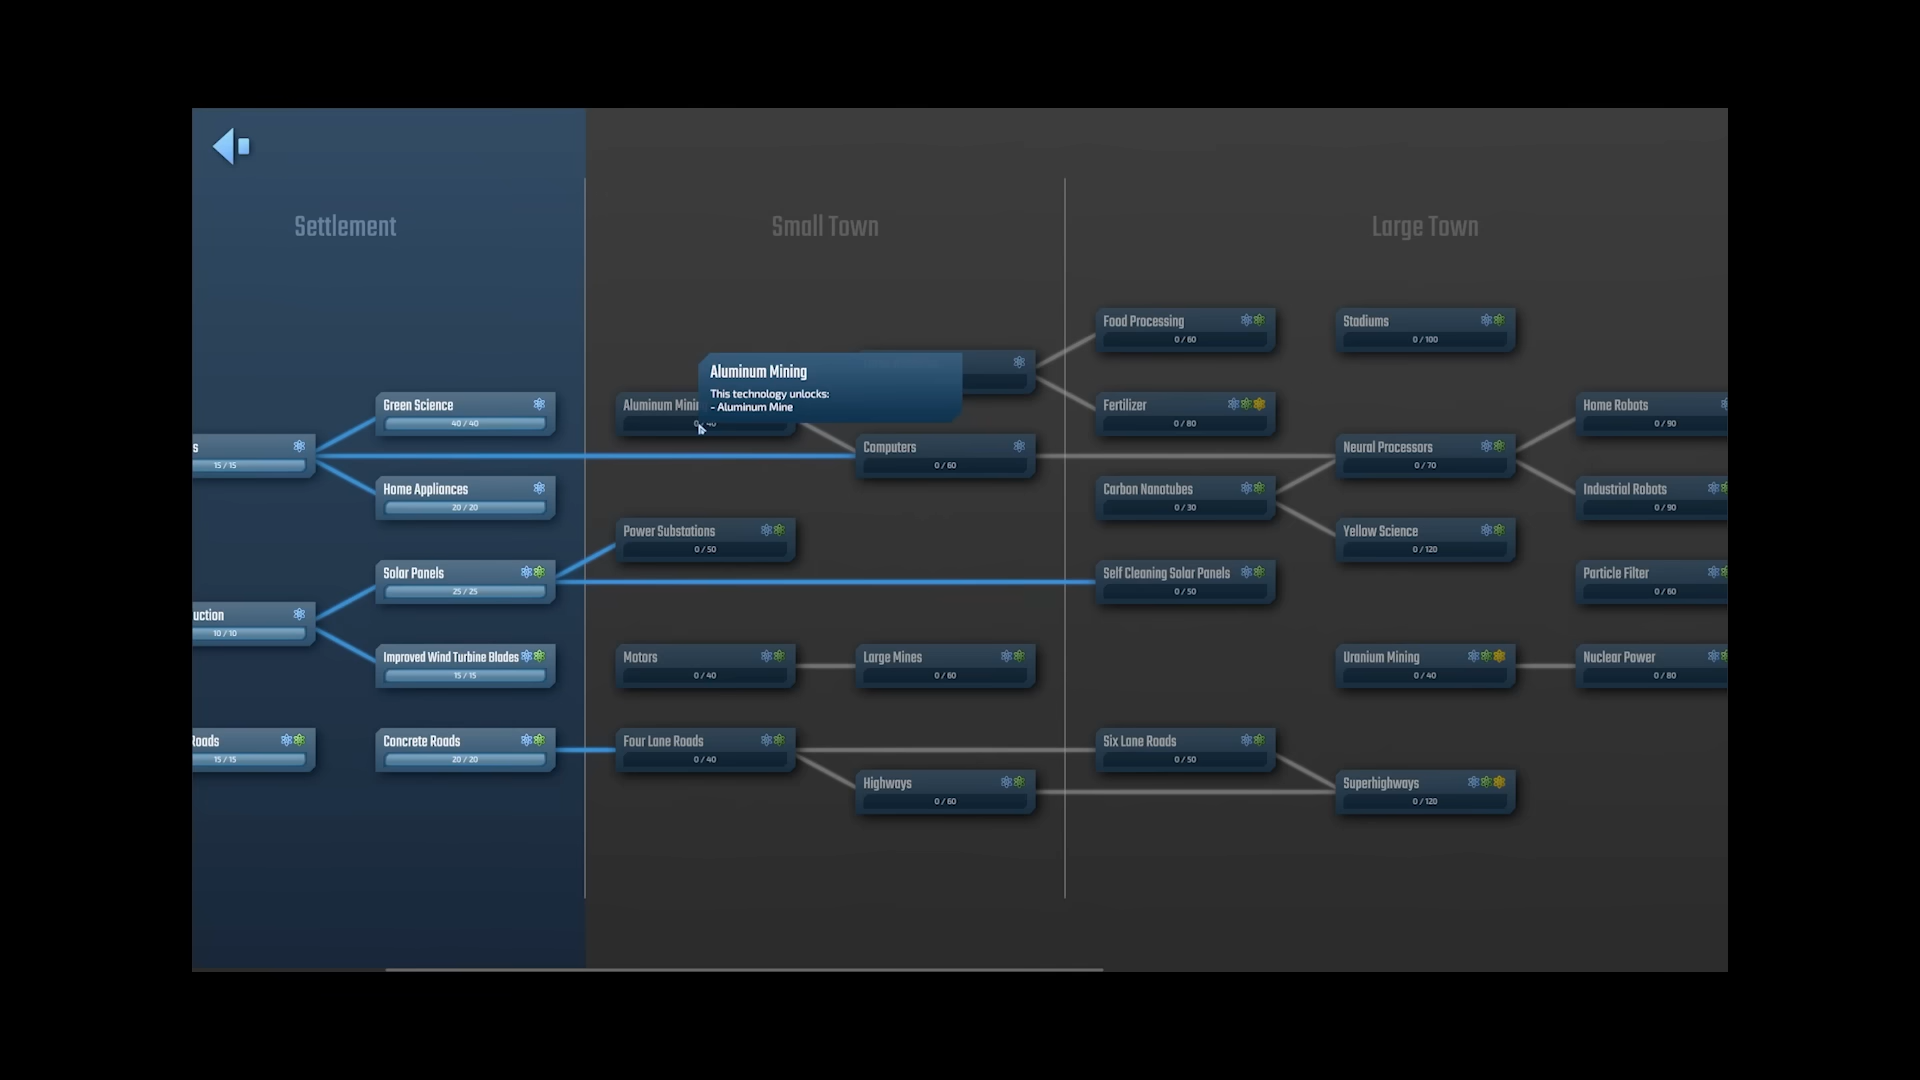 Settlement
Small Town
Large Town
Food Processing
0 / 60
Stadiums
0 / 100
Aluminum Mining
This technology unlocks:
- Aluminum Mine
Green Science
40 / 40
Aluminum Minin
Fertilizer
0 / 80
Home Robots
0 / 90
s
15 / 15
Computers
0 / 60
Neural Processors
0 / 70
Home Appliances
20 / 20
Carbon Nanotubes
0 / 30
Industrial Robots
0 / 90
Power Substations
0 / 50
Yellow Science
0 / 120
Solar Panels
25 / 25
Self Cleaning Solar Panels
0 / 50
Particle Filter
0 / 60
uction
10 / 10
Improved Wind Turbine Blades
15 / 15
Motors
0 / 40
Large Mines
0 / 60
Uranium Mining
0 / 40
Nuclear Power
0 / 80
Roads
15 / 15
Concrete Roads
20 / 20
Four Lane Roads
0 / 40
Six Lane Roads
0 / 50
Highways
0 / 60
Superhighways
0 / 120